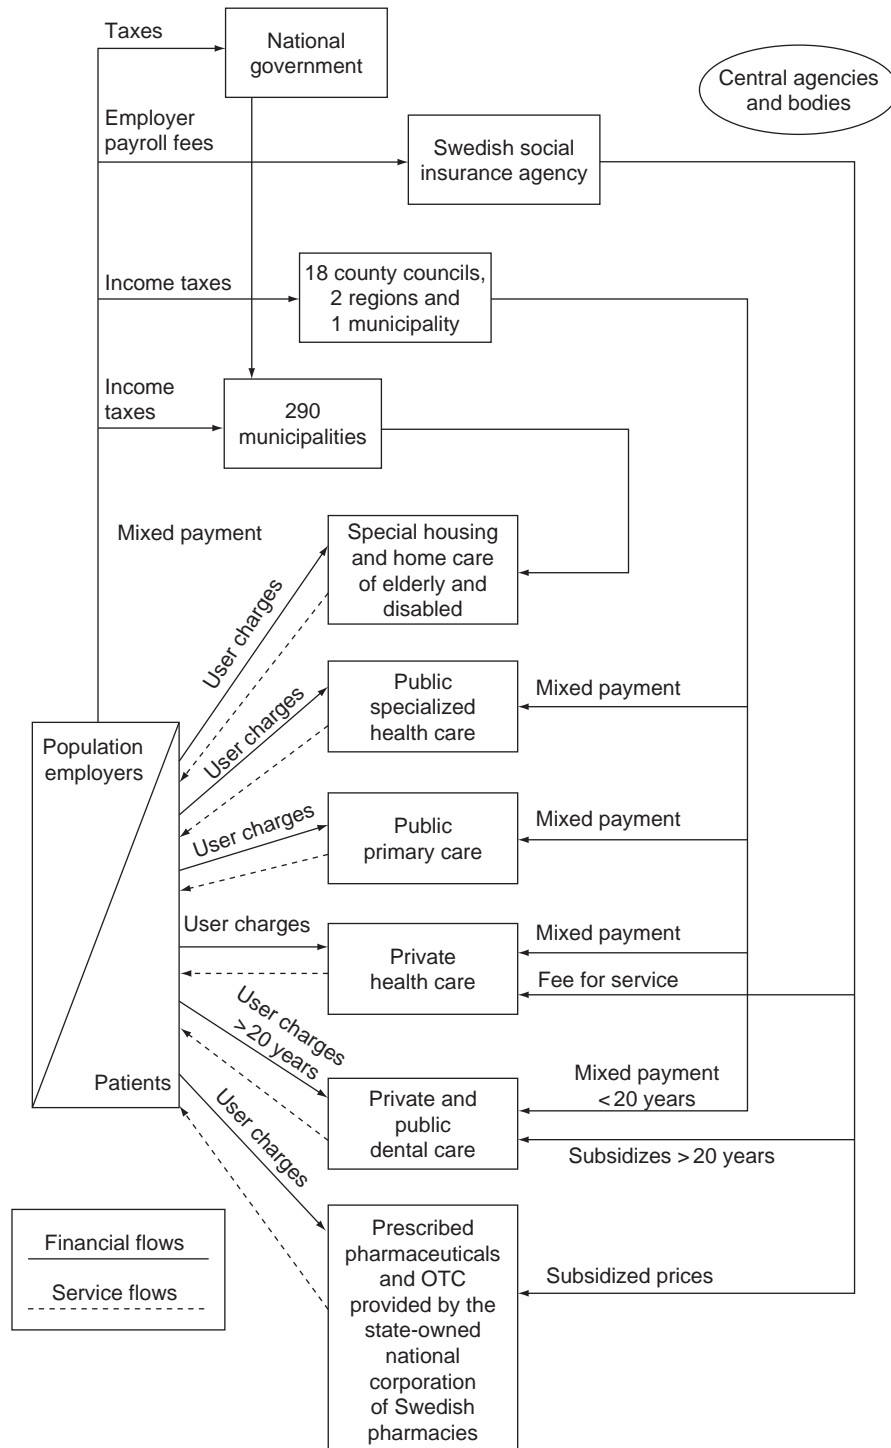 Taxes
National
government
Central agencies
and bodies
Employer
payroll fees
Swedish social
insurance agency
Income taxes
18 county councils,
2 regions and
1 municipality
Income
taxes
290
municipalities
Mixed payment
Special housing
and home care
of elderly and
disabled
User charges
Public
specialized
health care
Mixed payment
User charges
Population
employers
Public
primary care
Mixed payment
User charges
User charges
Private
health care
Mixed payment
Fee for service
User charges
> 20 years
Patients
Private and
public
dental care
Mixed payment
< 20 years
Subsidizes > 20 years
User charges
Prescribed
pharmaceuticals
and OTC
provided by the
state-owned
national
corporation
of Swedish
pharmacies
Subsidized prices
Financial flows
Service flows